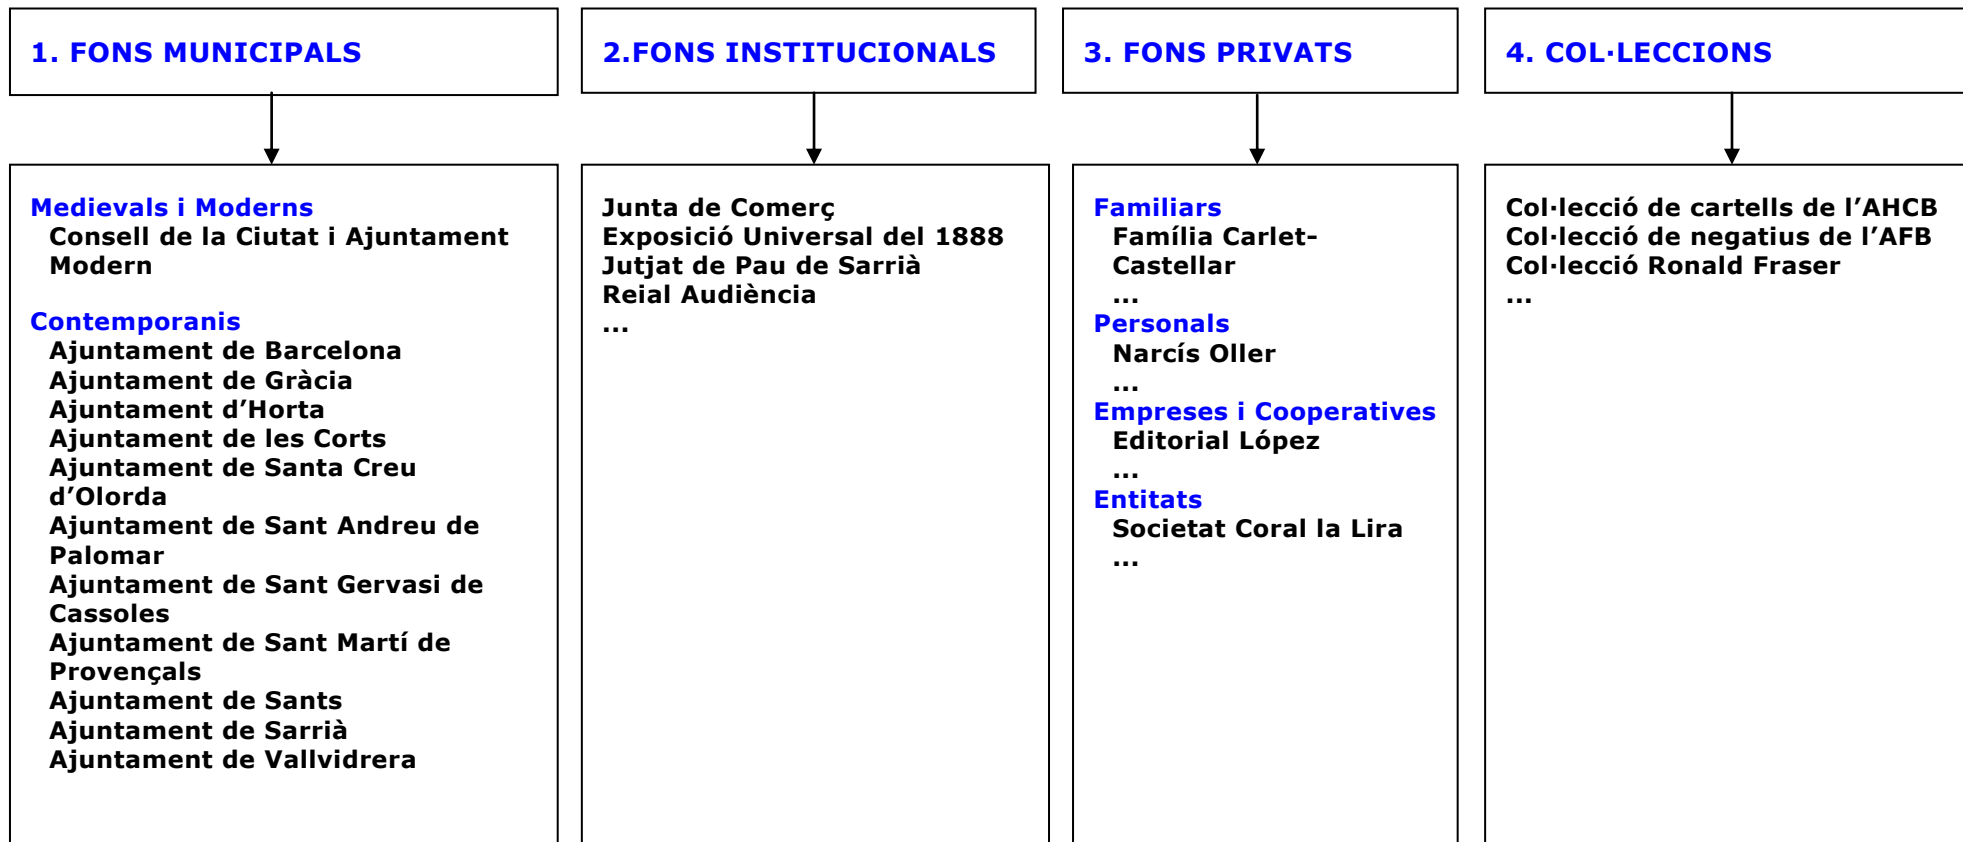 1. FONS MUNICIPALS
Medievals i Moderns
Consell de la Ciutat i Ajuntament
Modern
Contemporanis
Ajuntament de Barcelona
Ajuntament de Gràcia
Ajuntament d’Horta
Ajuntament de les Corts
Ajuntament de Santa Creu
d’Olorda
Ajuntament de Sant Andreu de
Palomar
Ajuntament de Sant Gervasi de
Cassoles
Ajuntament de Sant Martí de
Provençals
Ajuntament de Sants
Ajuntament de Sarrià
Ajuntament de Vallvidrera
2.FONS INSTITUCIONALS
Junta de Comerç
Exposició Universal del 1888
Jutjat de Pau de Sarrià
Reial Audiència
...
3. FONS PRIVATS
Familiars
Família Carlet-
Castellar
...
Personals
Narcís Oller
...
Empreses i Cooperatives
Editorial López
...
Entitats
Societat Coral la Lira
...
4. COL·LECCIONS
Col·lecció de cartells de l’AHCB
Col·lecció de negatius de l’AFB
Col·lecció Ronald Fraser
...